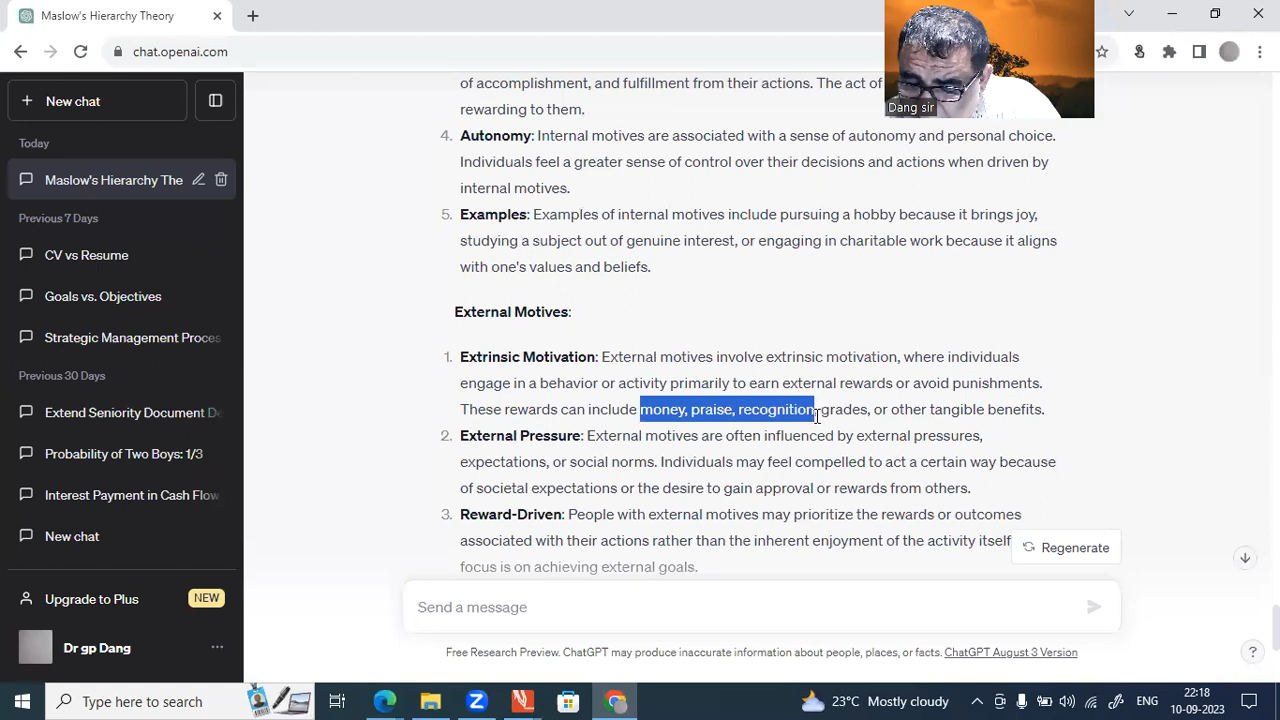 Maslow's Hierarchy Theory
chat.openai.com
Dang sir
New chat
Today
Maslow's Hierarchy The
Previous 7 Days
CV vs Resume
Goals vs. Objectives
Strategic Management Proces
Previous 30 Days
Extend Seniority Document De
Probability of Two Boys: 1/3
Interest Payment in Cash Flow
New chat
Upgrade to Plus
NEW
Dr gp Dang
of accomplishment, and fulfillment from their actions. The act of
rewarding to them.
4. Autonomy: Internal motives are associated with a sense of autonomy and personal choice.
Individuals feel a greater sense of control over their decisions and actions when driven by
internal motives.
5. Examples: Examples of internal motives include pursuing a hobby because it brings joy,
studying a subject out of genuine interest, or engaging in charitable work because it aligns
with one's values and beliefs.
External Motives:
1. Extrinsic Motivation: External motives involve extrinsic motivation, where individuals
engage in a behavior or activity primarily to earn external rewards or avoid punishments.
These rewards can include money, praise, recognition, grades, or other tangible benefits.
2. External Pressure: External motives are often influenced by external pressures,
expectations, or social norms. Individuals may feel compelled to act a certain way because
of societal expectations or the desire to gain approval or rewards from others.
3. Reward-Driven: People with external motives may prioritize the rewards or outcomes
associated with their actions rather than the inherent enjoyment of the activity itself
focus is on achieving external goals.
Regenerate
Send a message
Free Research Preview. ChatGPT may produce inaccurate information about people, places, or facts. ChatGPT August 3 Version
?
Type here to search
23°C Mostly cloudy
ENG
22:18
10-09-2023